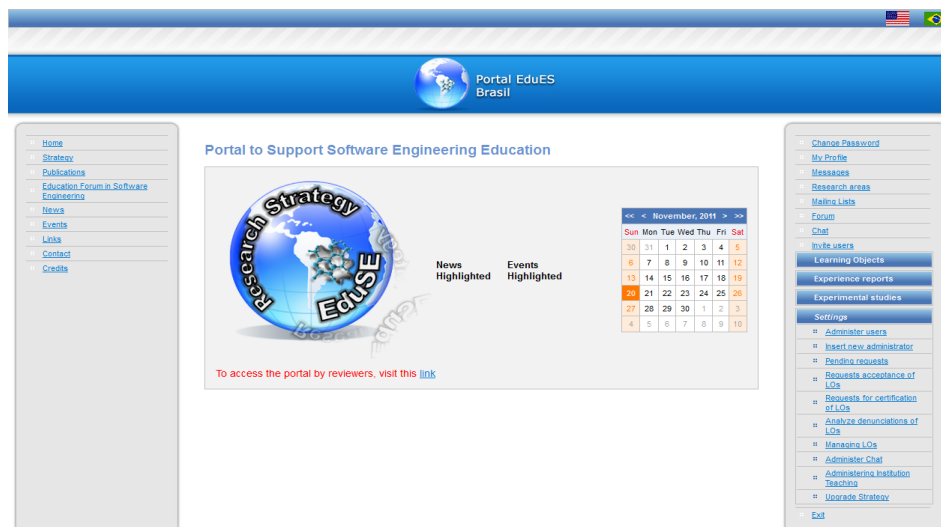 Portal EduES
Brasil
Home
Strategy
Publications
Education Forum in Software
Engineering
News
Events
Links
Contact
Credits
Portal to Support Software Engineering Education
Research Strategy
EduSE
News
Highlighted
Events
Highlighted
<< < November, 2011 > >>
Sun Mon Tue Wed Thu Fri Sat
30 31 1 2 3 4 5
6 7 8 9 10 11 12
13 14 15 16 17 18 19
20 21 22 23 24 25 26
27 28 29 30 1 2 3
4 5 6 7 8 9 10
To access the portal by reviewers, visit this link
Change Password
My Profile
Messages
Research areas
Mailing Lists
Forum
Chat
Invite users
Learning Objects
Experience reports
Experimental studies
Settings
Administer users
Insert new administrator
Pending requests
Requests acceptance of
LOs
Requests for certification
of LOs
Analyze denunciations of
LOs
Managing LOs
Administer Chat
Administering Institution
Teaching
Upgrade Strategy
Exit